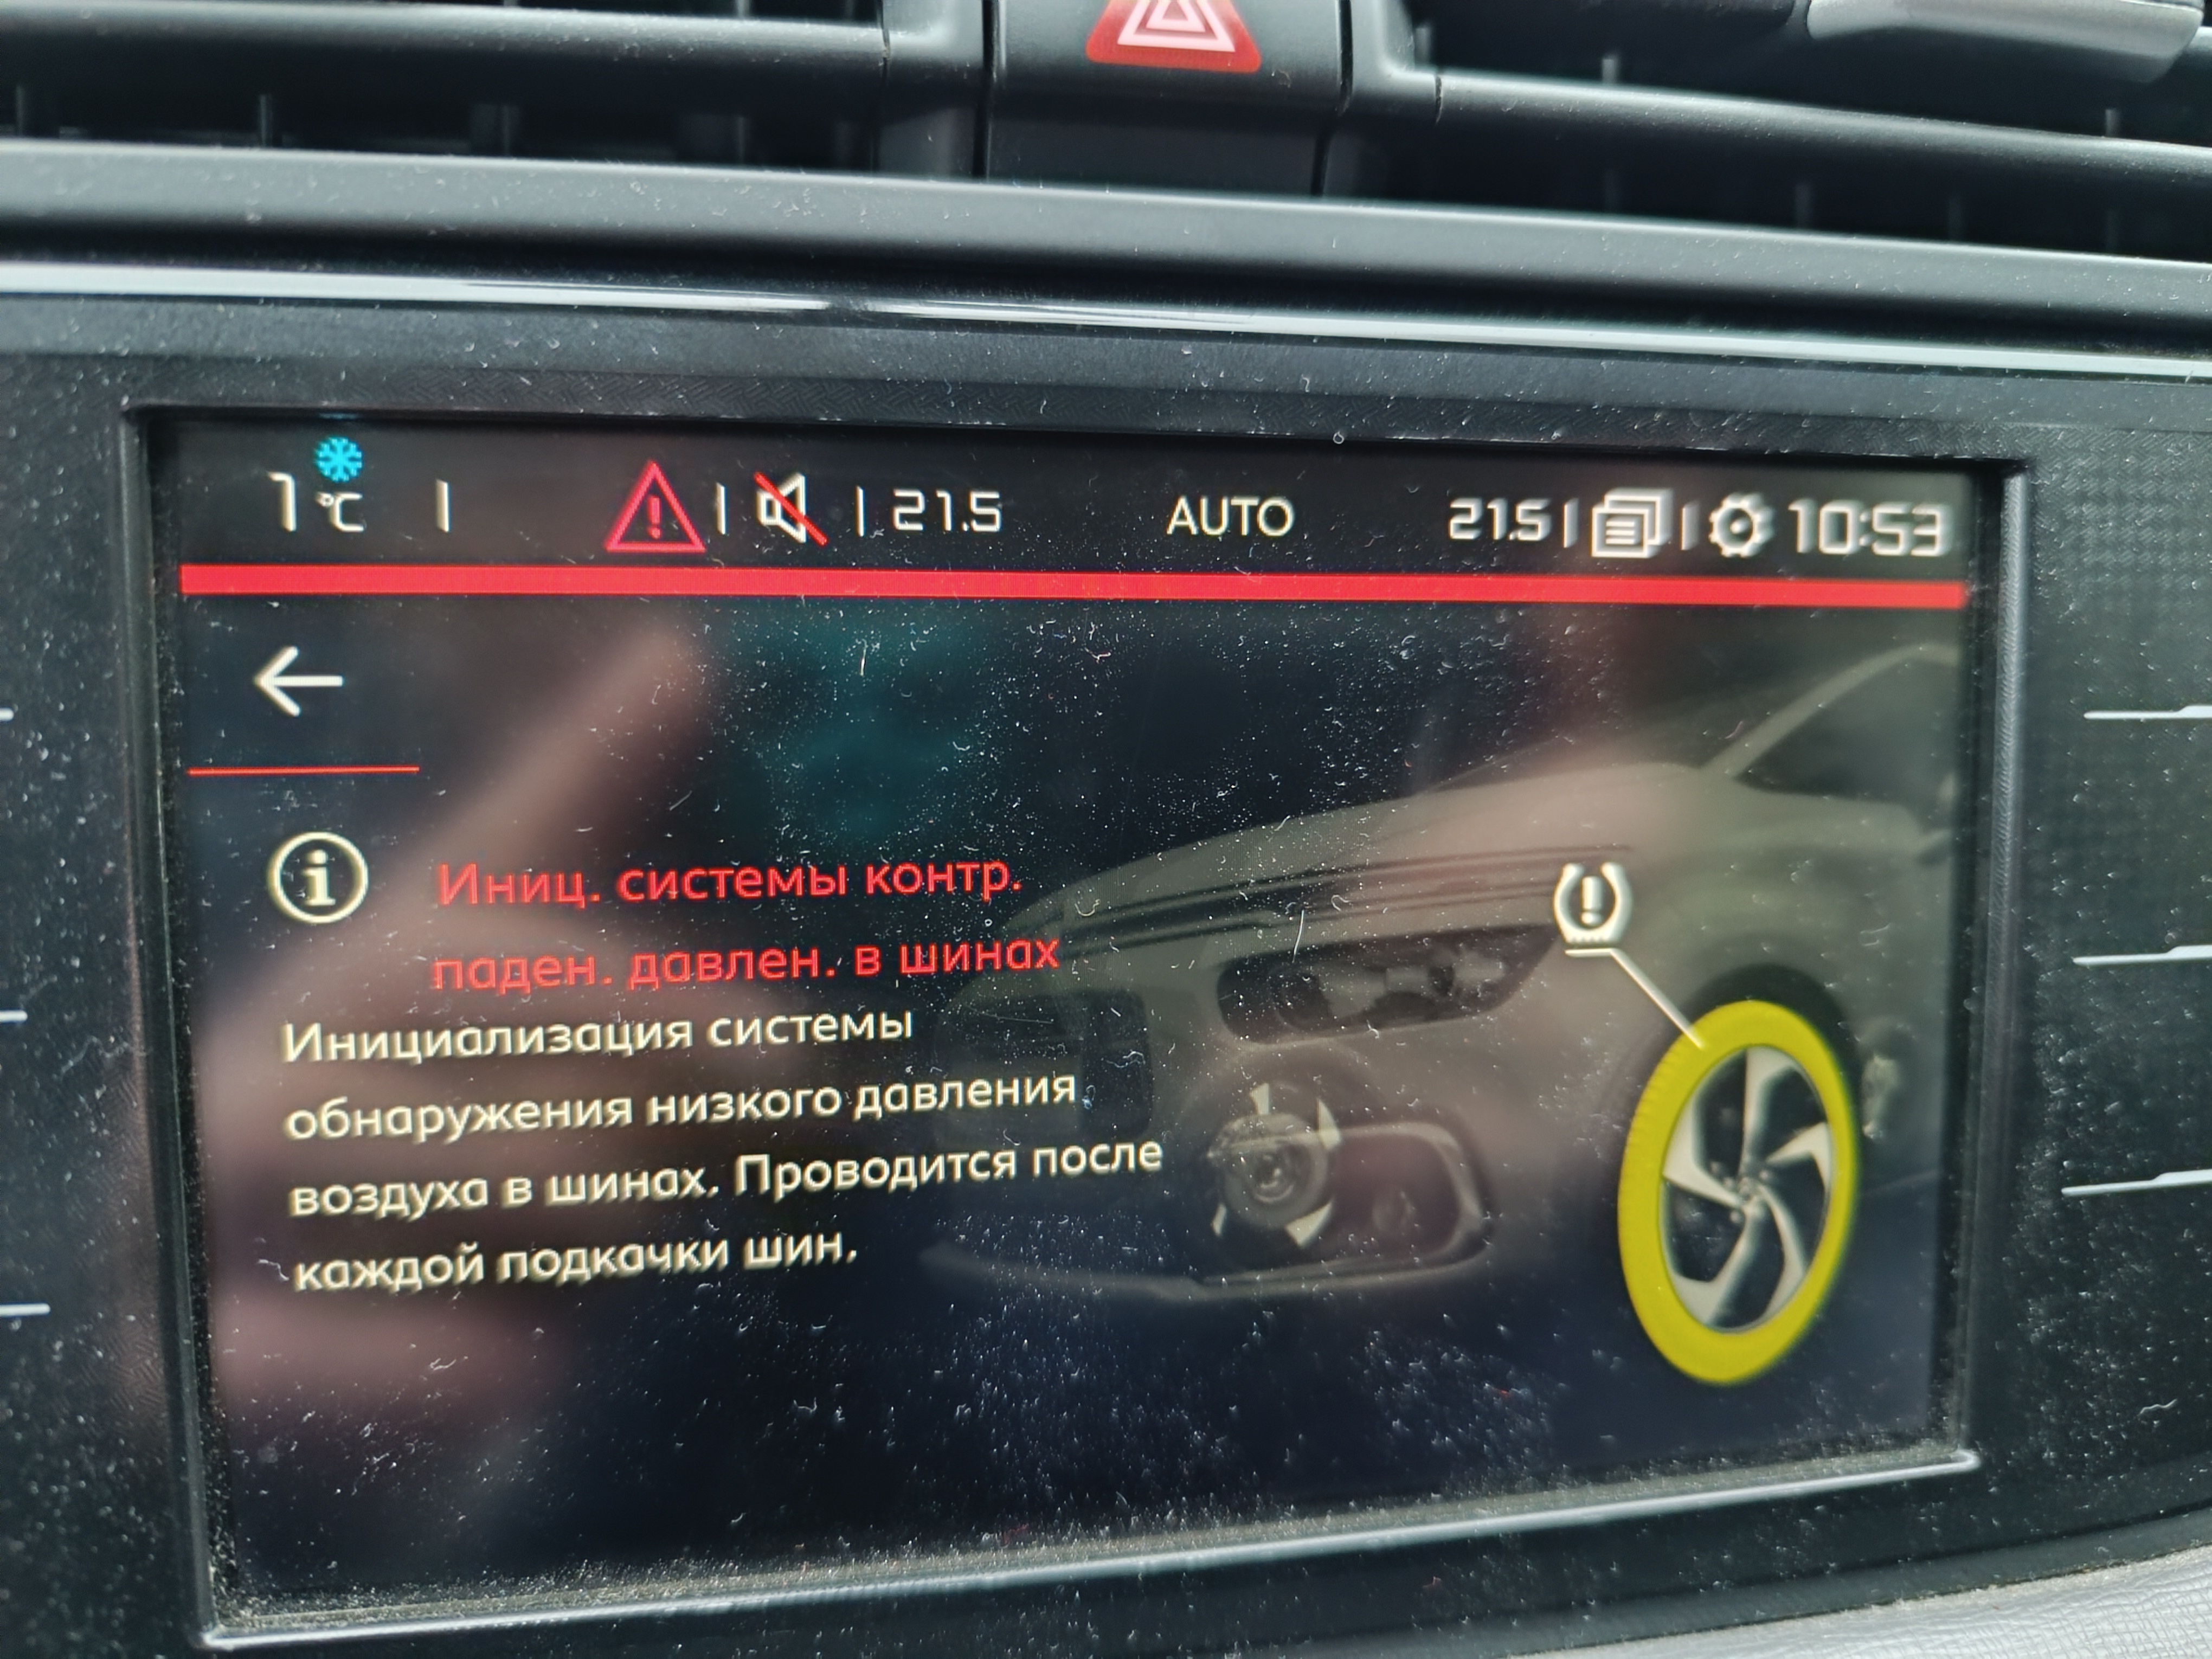 1 °C 21.5 AUTO 21.5 10:53
Иниц. системы контр.
паден. давлен. в шинах
Инициализация системы
обнаружения низкого давления
воздуха в шинах. Проводится после
каждой подкачки шин.